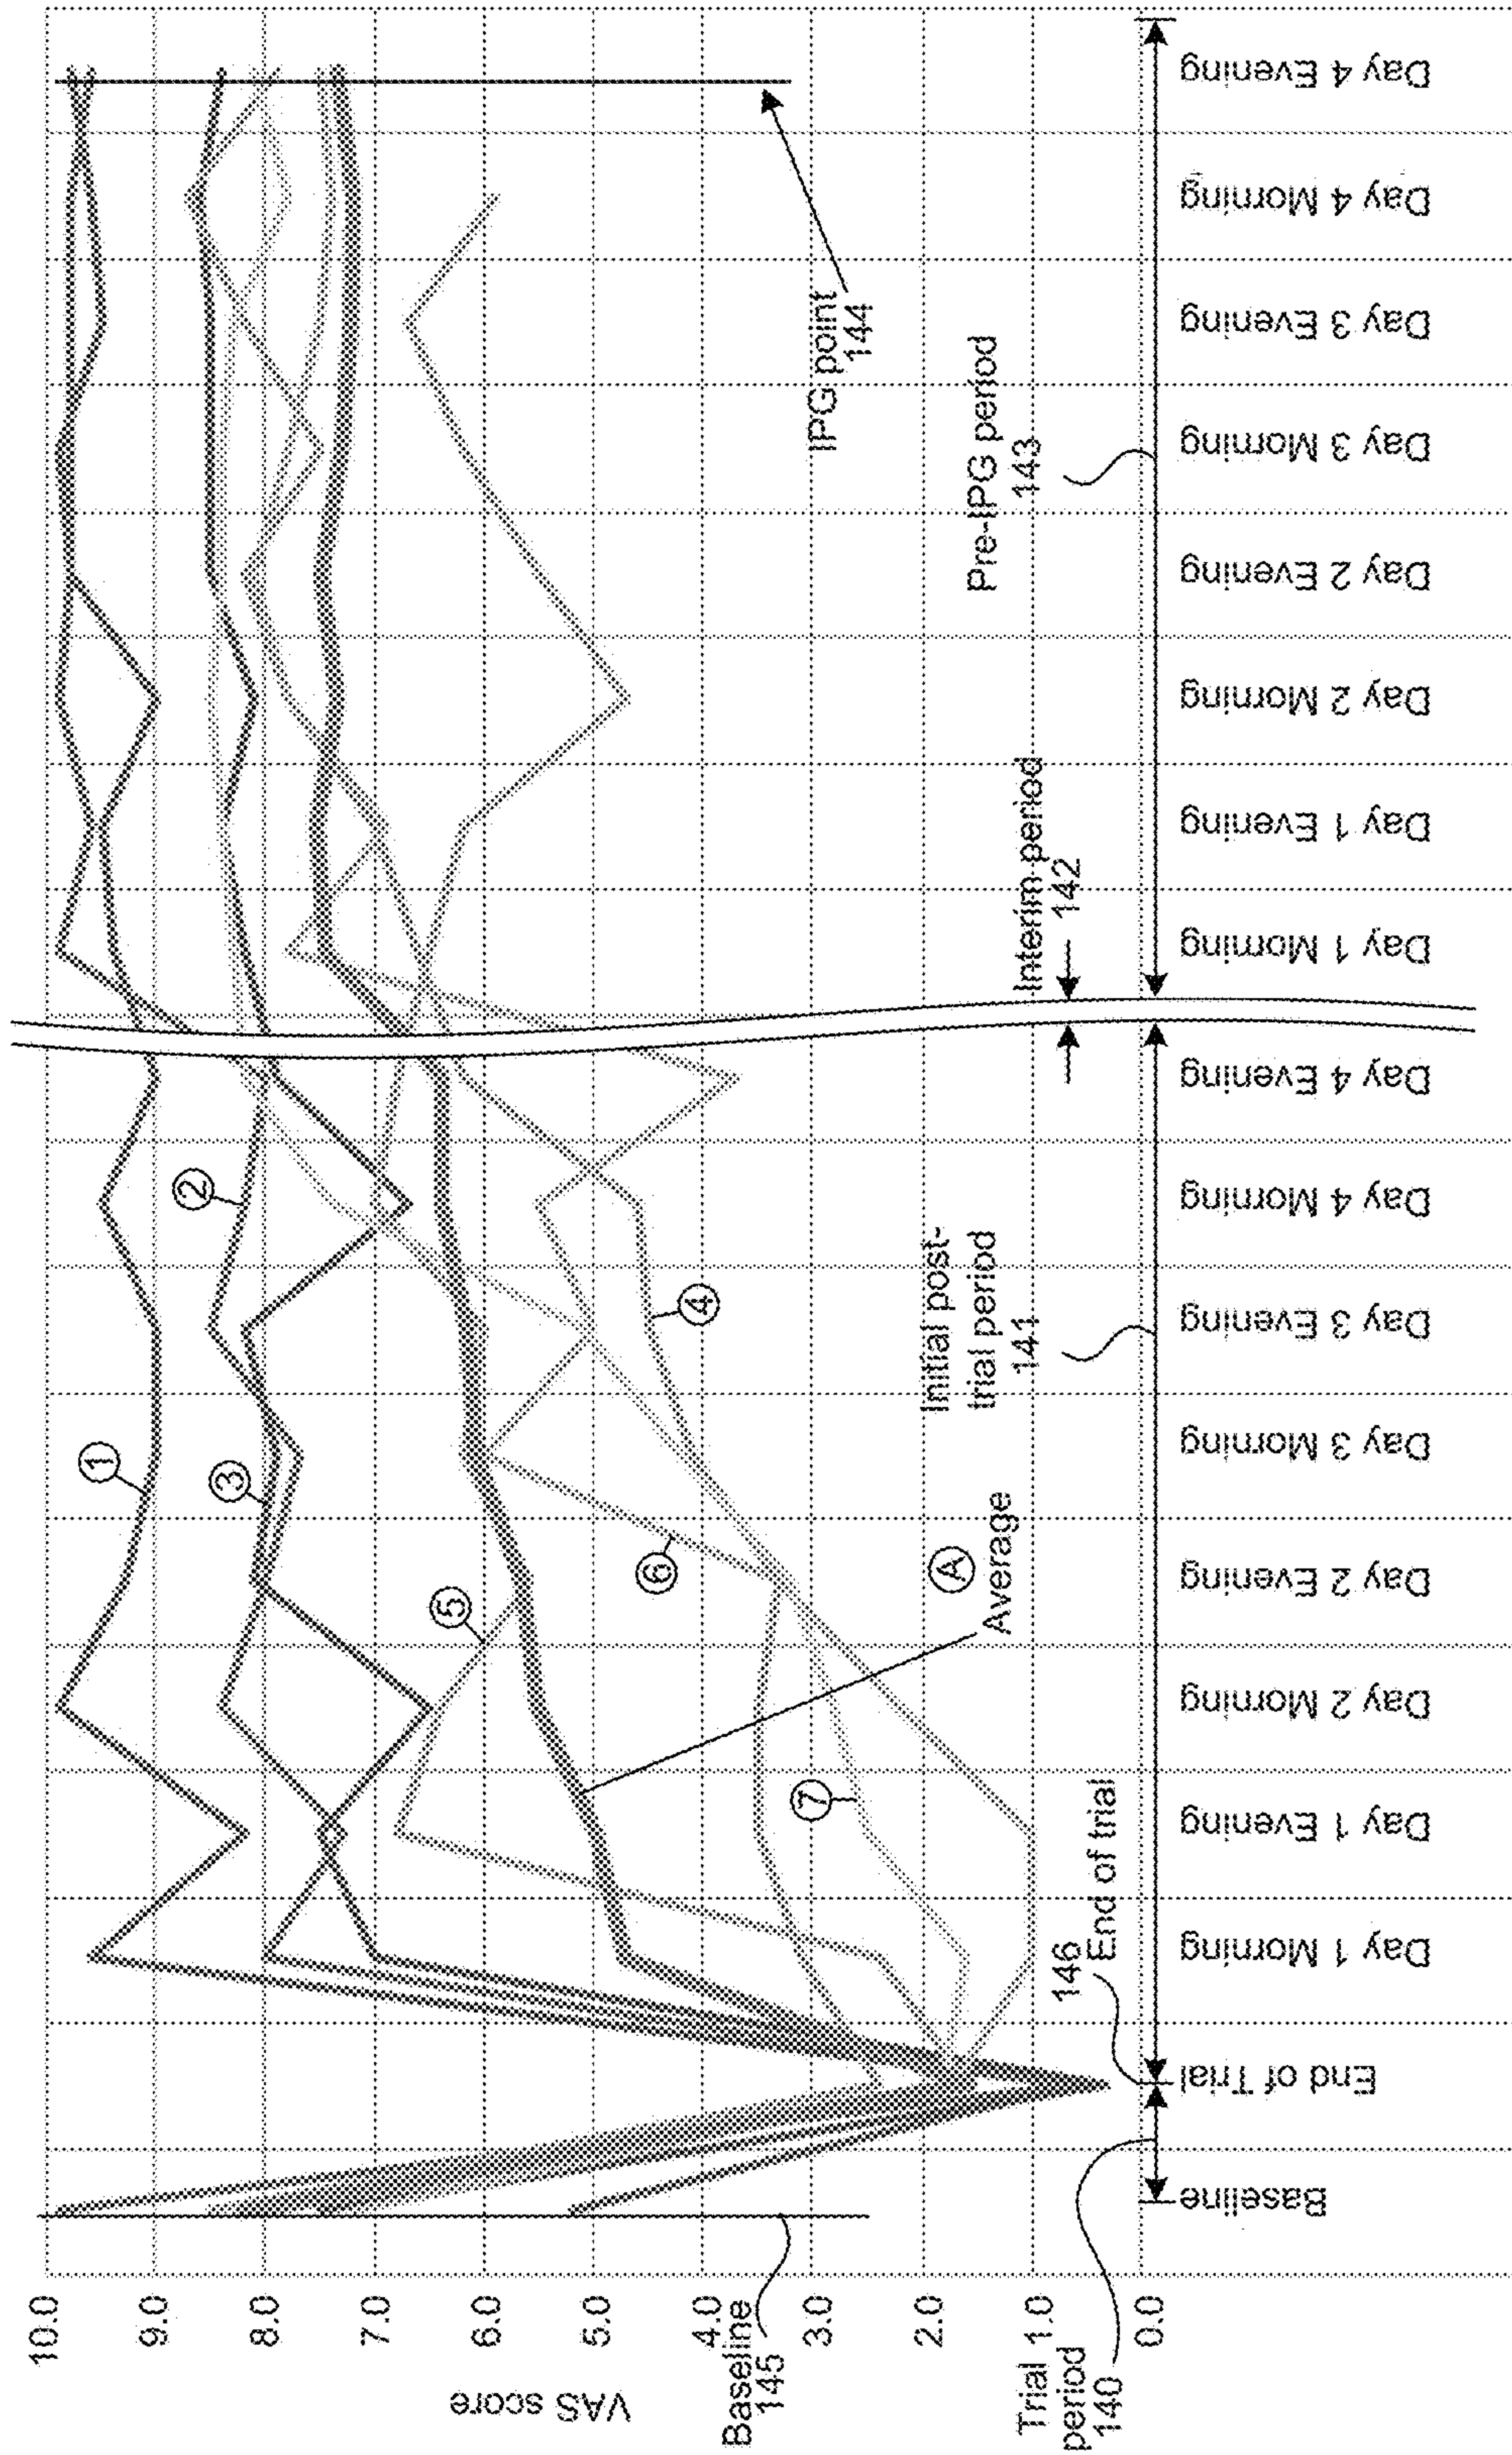 VAS score
10.0
9.0
8.0
7.0
6.0
5.0
4.0
3.0
2.0
1.0
0.0
Baseline
145
Trial
period
140
1
2
3
4
5
6
7
A
Average
146
End of trial
Initial post-
trial period
141
Interim period
142
Pre-IPG period
143
IPG point
144
Baseline
End of Trial
Day 1 Morning
Day 1 Evening
Day 2 Morning
Day 2 Evening
Day 3 Morning
Day 3 Evening
Day 4 Morning
Day 4 Evening
Day 1 Morning
Day 1 Evening
Day 2 Morning
Day 2 Evening
Day 3 Morning
Day 3 Evening
Day 4 Morning
Day 4 Evening